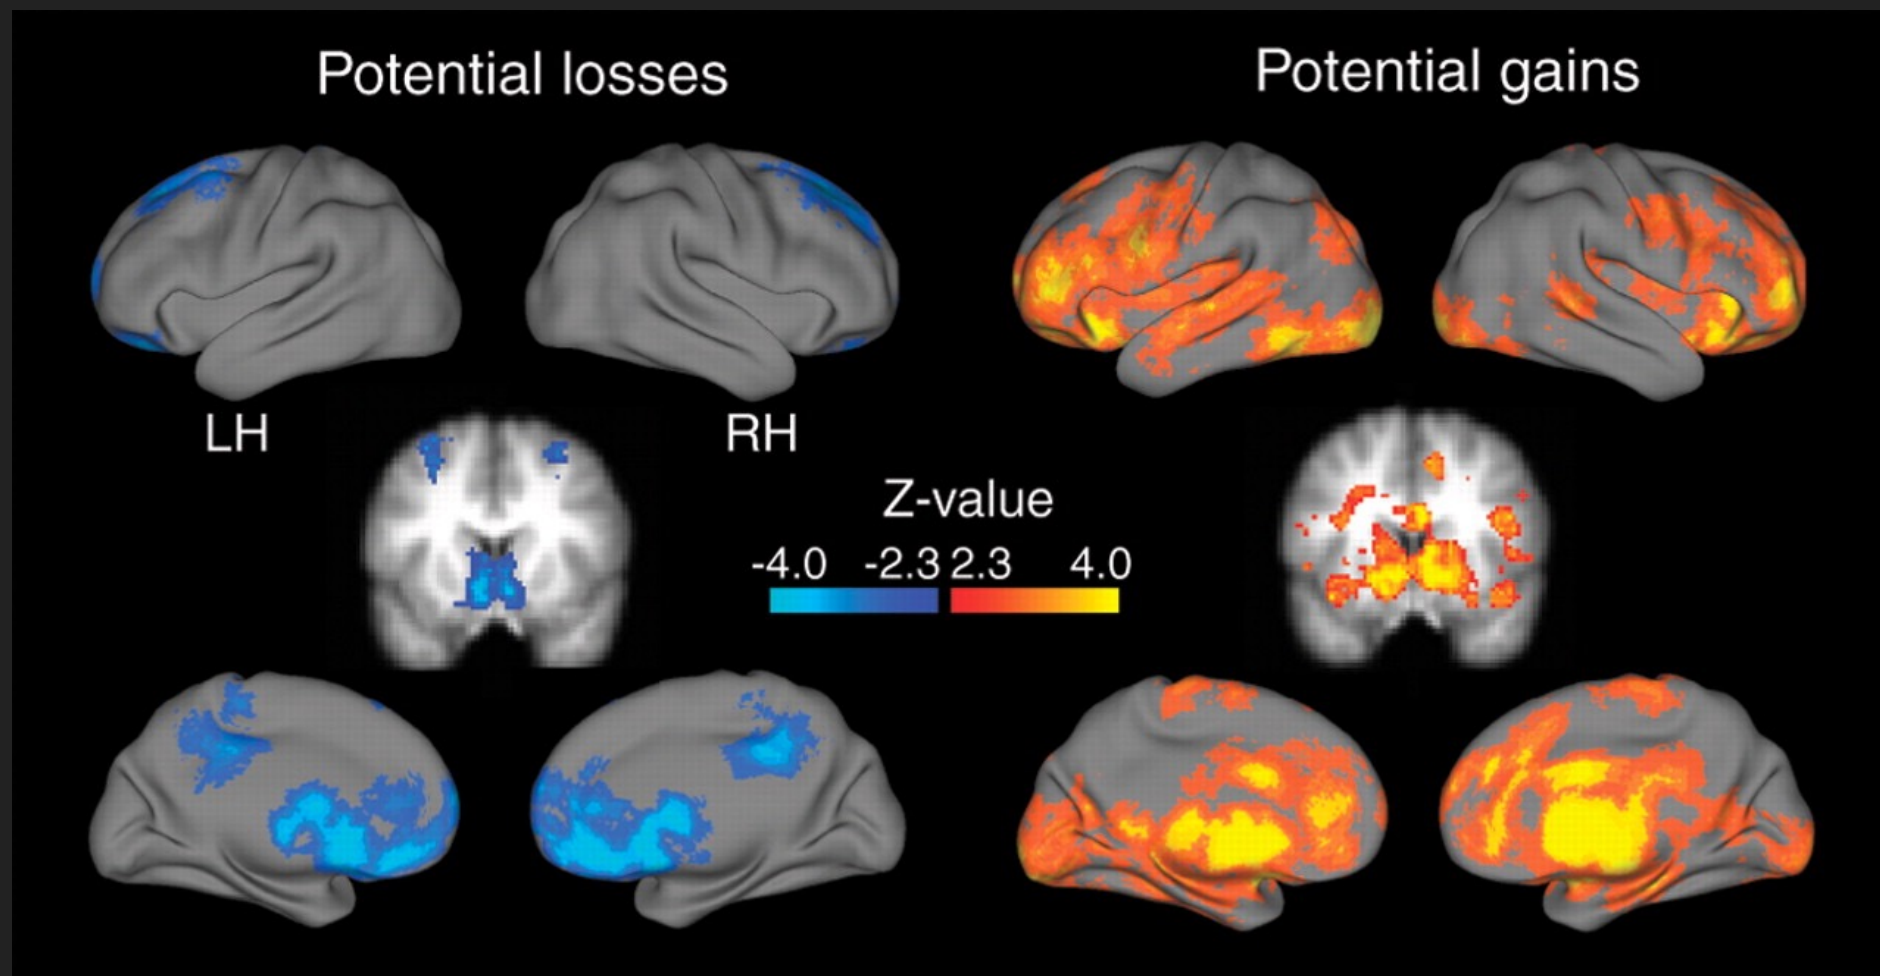 Potential losses
Potential gains
LH
RH
Z-value
-4.0 -2.3 2.3 4.0